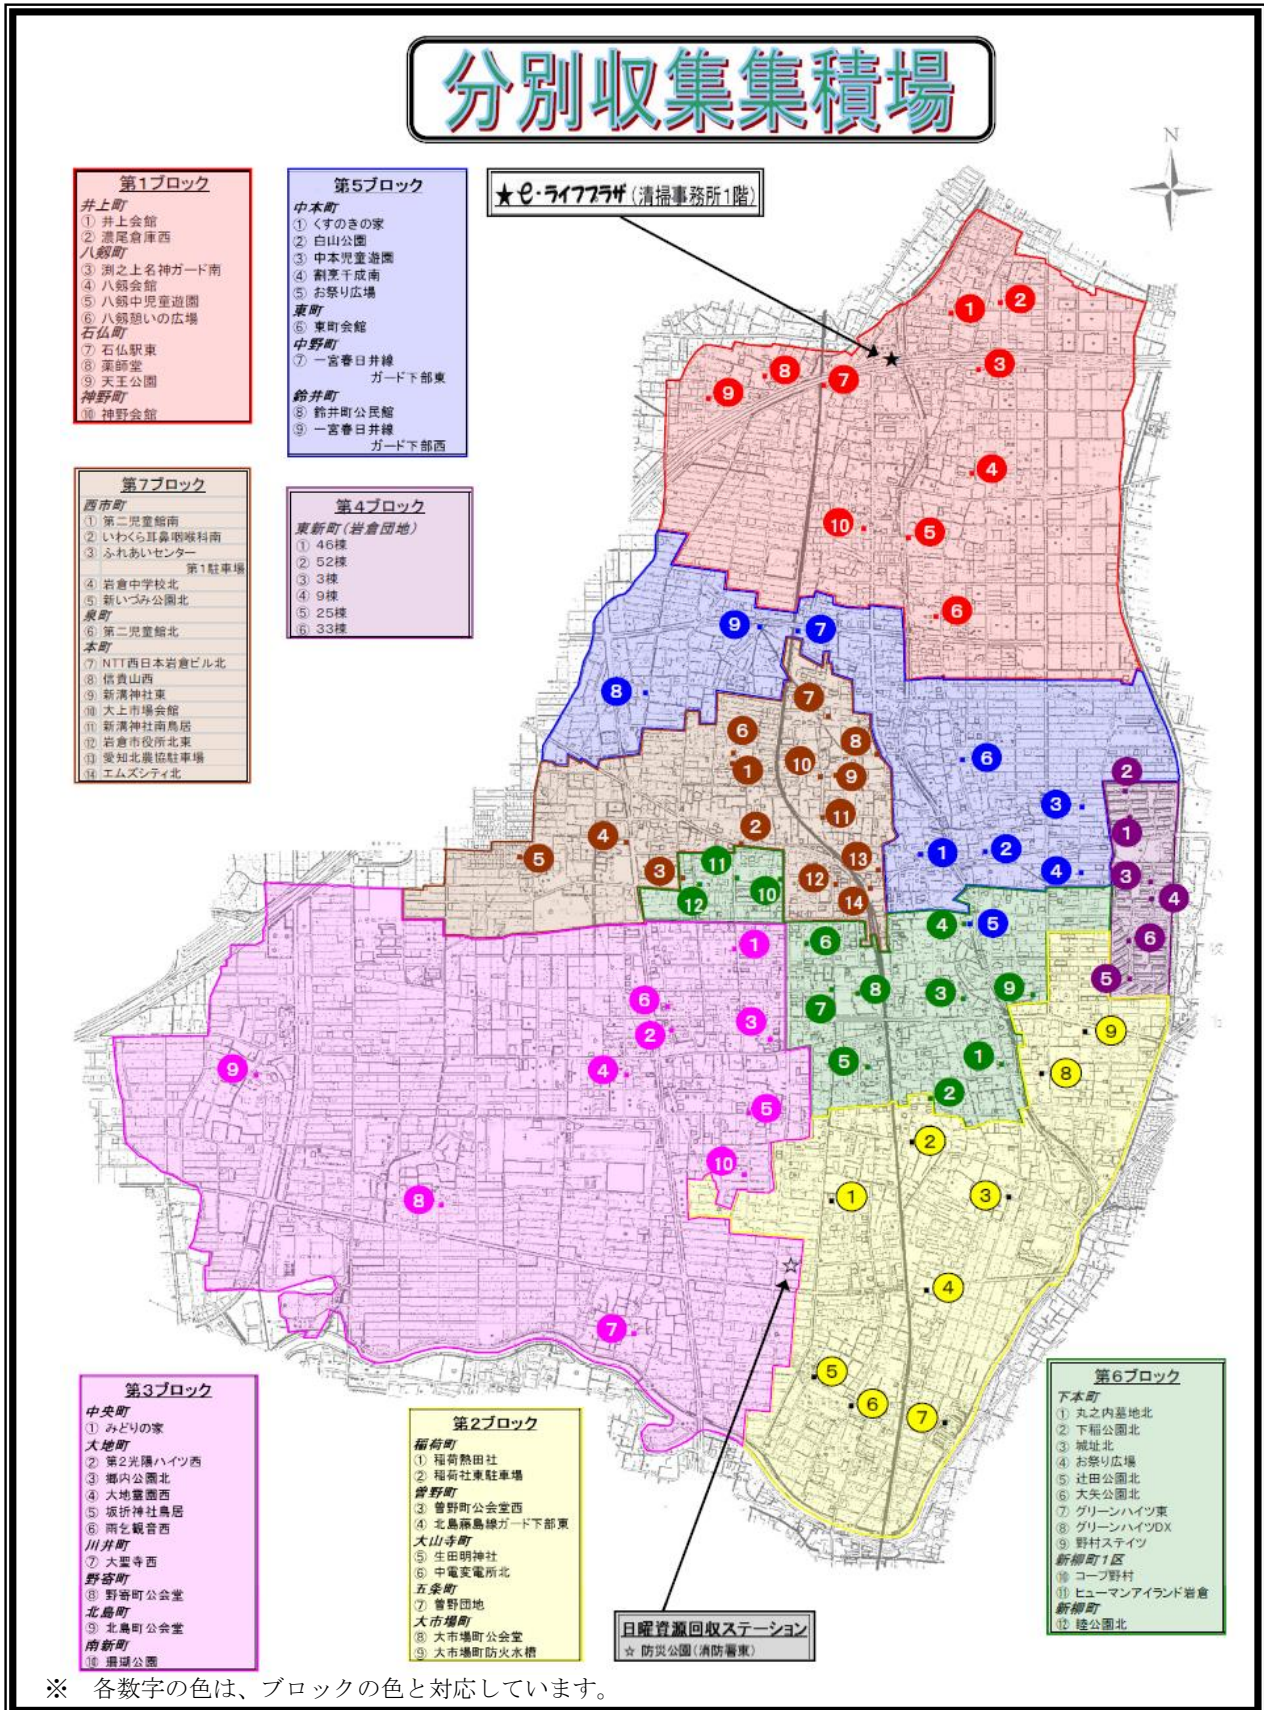 分別収集集積場
N
★e・ライフプラザ(清掃事務所1階)
第1ブロック
井上町
① 井上会館
② 濃尾倉庫西
八剱町
③ 渕之上名神ガード南
④ 八剱会館
⑤ 八剱中児童遊園
⑥ 八剱憩いの広場
石仏町
⑦ 石仏駅東
⑧ 薬師堂
⑨ 天王公園
神野町
⑩ 神野会館
第5ブロック
中本町
① くすのきの家
② 白山公園
③ 中本児童遊園
④ 割烹千成南
⑤ お祭り広場
東町
⑥ 東町会館
中野町
⑦ 一宮春日井線
ガード下部東
鈴井町
⑧ 鈴井町公民館
⑨ 一宮春日井線
ガード下部西
第7ブロック
西市町
① 第二児童館南
② いわくら耳鼻咽喉科南
③ ふれあいセンター
第1駐車場
④ 岩倉中学校北
⑤ 新いづみ公園北
泉町
⑥ 第二児童館北
本町
⑦ NTT西日本岩倉ビル北
⑧ 信貴山西
⑨ 新溝神社東
⑩ 大上市場会館
⑪ 新溝神社南鳥居
⑫ 岩倉市役所北東
⑬ 愛知北農協駐車場
⑭ エムズシティ北
第4ブロック
東新町(岩倉団地)
① 46棟
② 52棟
③ 3棟
④ 9棟
⑤ 25棟
⑥ 33棟
第3ブロック
中央町
① みどりの家
大地町
② 第2光陽ハイツ西
③ 郷内公園北
④ 大地霊園西
⑤ 坂折神社鳥居
⑥ 雨乞観音西
川井町
⑦ 大聖寺西
野寄町
⑧ 野寄町公会堂
北島町
⑨ 北島町公会堂
南新町
⑩ 珊瑚公園
第2ブロック
稲荷町
① 稲荷熱田社
② 稲荷社東駐車場
曽野町
③ 曽野町公会堂西
④ 北島藤島線ガード下部東
大山寺町
⑤ 生田明神社
⑥ 中電変電所北
五条町
⑦ 曽野団地
大市場町
⑧ 大市場町公会堂
⑨ 大市場町防火水槽
日曜資源回収ステーション
☆ 防災公園(消防署東)
第6ブロック
下本町
① 丸之内墓地北
② 下稲公園北
③ 城址北
④ お祭り広場
⑤ 辻田公園北
⑥ 大矢公園北
⑦ グリーンハイツ東
⑧ グリーンハイツDX
⑨ 野村ステイツ
新柳町1区
⑩ コープ野村
⑪ ヒューマンアイランド岩倉
新柳町
⑫ 睦公園北
※　各数字の色は、ブロックの色と対応しています。